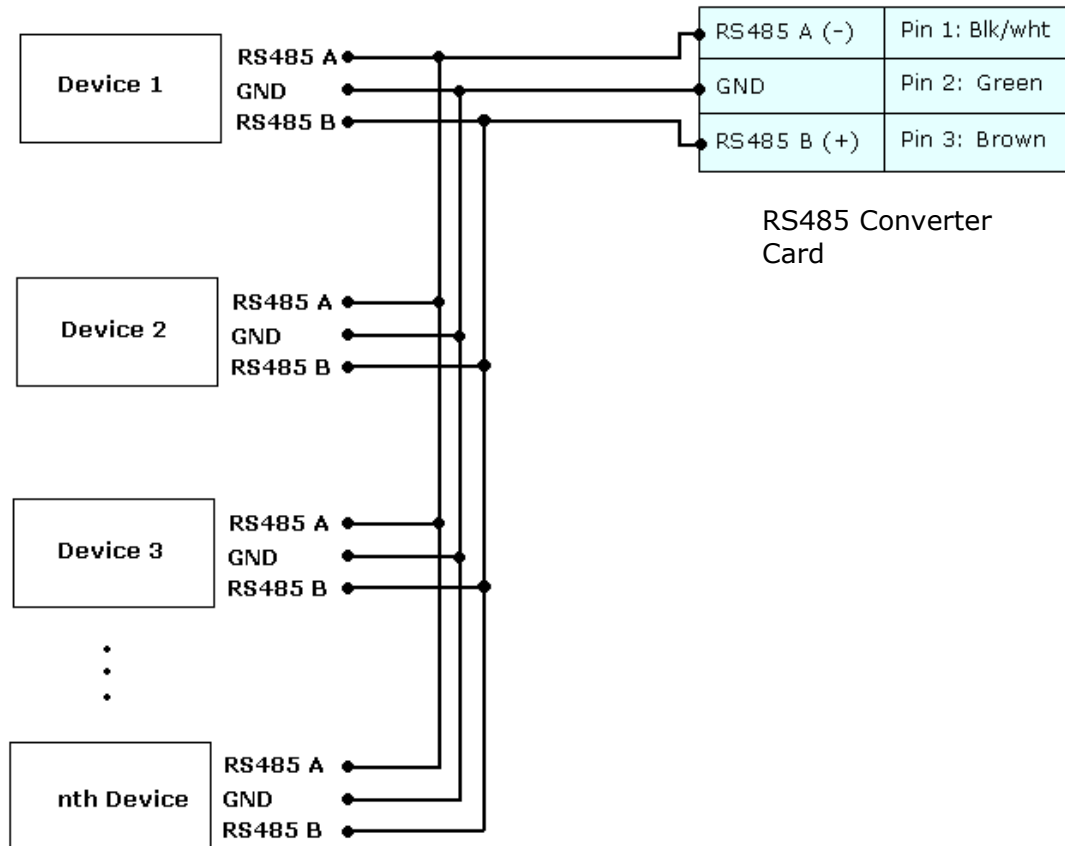 RS485 A (-) Pin 1: Blk/wht
GND Pin 2: Green
RS485 B (+) Pin 3: Brown
RS485 Converter
Card
Device 1
RS485 A
GND
RS485 B
Device 2
RS485 A
GND
RS485 B
Device 3
RS485 A
GND
RS485 B
nth Device
RS485 A
GND
RS485 B